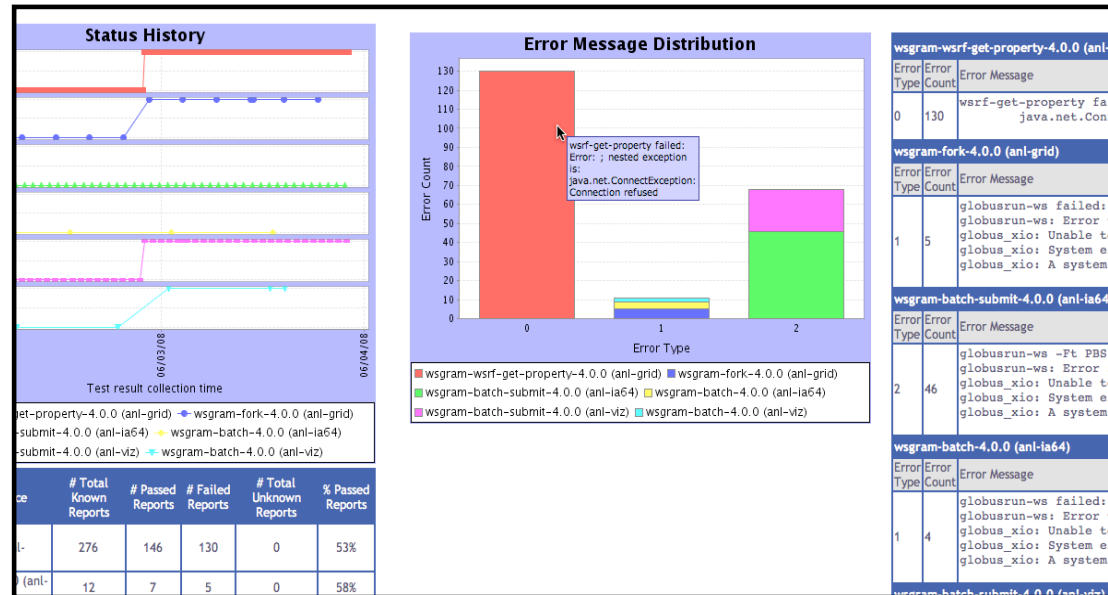 Status History
06/03/08
06/04/08
Test result collection time
get-property-4.0.0 (anl-grid) wsgram-fork-4.0.0 (anl-grid)
-submit-4.0.0 (anl-ia64) wsgram-batch-4.0.0 (anl-ia64)
-submit-4.0.0 (anl-viz) wsgram-batch-4.0.0 (anl-viz)
# Total Known Reports # Passed Reports # Failed Reports # Total Unknown Reports % Passed Reports
276 146 130 0 53%
(anl- 12 7 5 0 58%
Error Message Distribution
Error Count
130
120
110
100
90
80
70
60
50
40
30
20
10
0
wsrf-get-property failed:
Error: ; nested exception
is:
java.net.ConnectException:
Connection refused
0 1 2
Error Type
wsgram-wsrf-get-property-4.0.0 (anl-grid) wsgram-fork-4.0.0 (anl-grid)
wsgram-batch-submit-4.0.0 (anl-ia64) wsgram-batch-4.0.0 (anl-ia64)
wsgram-batch-submit-4.0.0 (anl-viz) wsgram-batch-4.0.0 (anl-viz)
wsgram-wsrf-get-property-4.0.0 (anl-
Error Type Error Count Error Message
0 130 wsrf-get-property fa
java.net.Con
wsgram-fork-4.0.0 (anl-grid)
Error Type Error Count Error Message
globusrun-ws failed:
globusrun-ws: Error
1 5 globus_xio: Unable t
globus_xio: System e
globus_xio: A system
wsgram-batch-submit-4.0.0 (anl-ia64
Error Type Error Count Error Message
globusrun-ws -Ft PBS
globusrun-ws: Error
2 46 globus_xio: Unable t
globus_xio: System e
globus_xio: A system
wsgram-batch-4.0.0 (anl-ia64)
Error Type Error Count Error Message
globusrun-ws failed:
globusrun-ws: Error
1 4 globus_xio: Unable t
globus_xio: System e
globus_xio: A system
wsgram-batch-submit-4.0.0 (anl-viz)